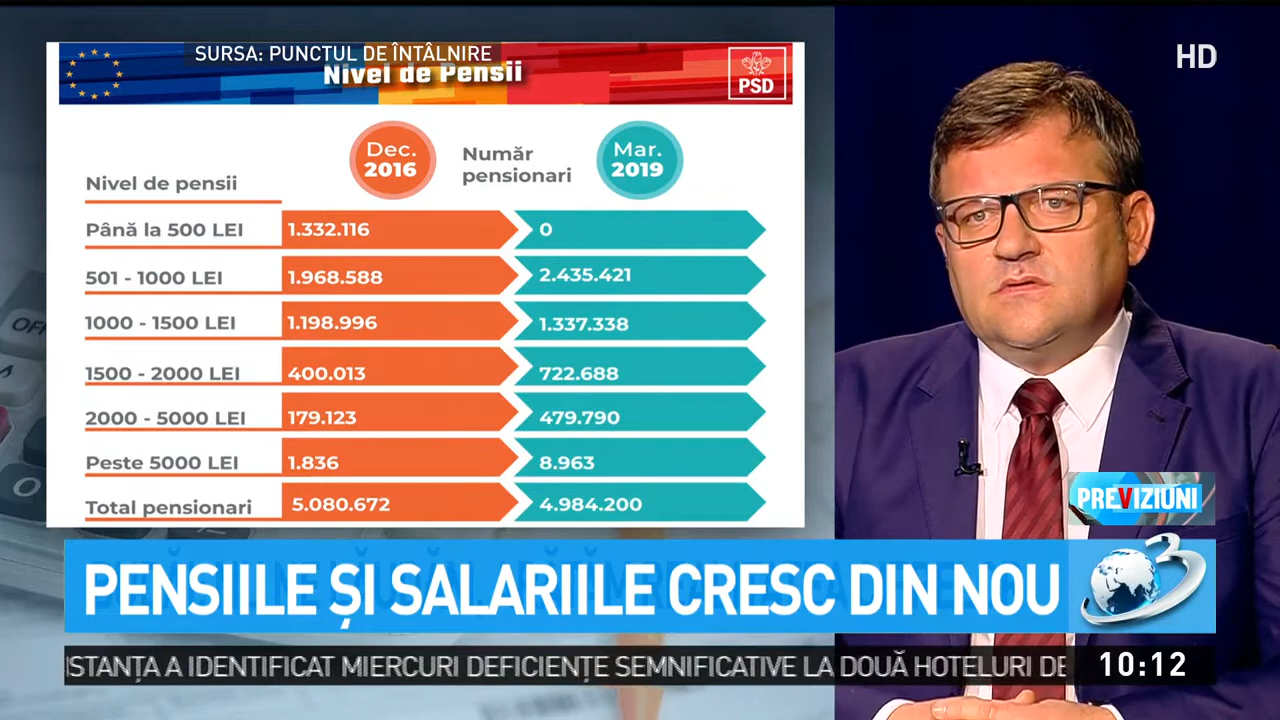 SURSA: PUNCTUL DE ÎNTÂLNIRE
HD
Nivel de Pensii
PSD
Dec.
2016
Număr
pensionari
Mar.
2019
Nivel de pensii
Până la 500 LEI 1.332.116 0
501 - 1000 LEI 1.968.588 2.435.421
1000 - 1500 LEI 1.198.996 1.337.338
1500 - 2000 LEI 400.013 722.688
2000 - 5000 LEI 179.123 479.790
Peste 5000 LEI 1.836 8.963
Total pensionari 5.080.672 4.984.200
PREVIZIUNI
PENSIILE ȘI SALARIILE CRESC DIN NOU
3
STANȚA A IDENTIFICAT MIERCURI DEFICIENȚE SEMNIFICATIVE LA DOUĂ HOTELURI DE
10:12